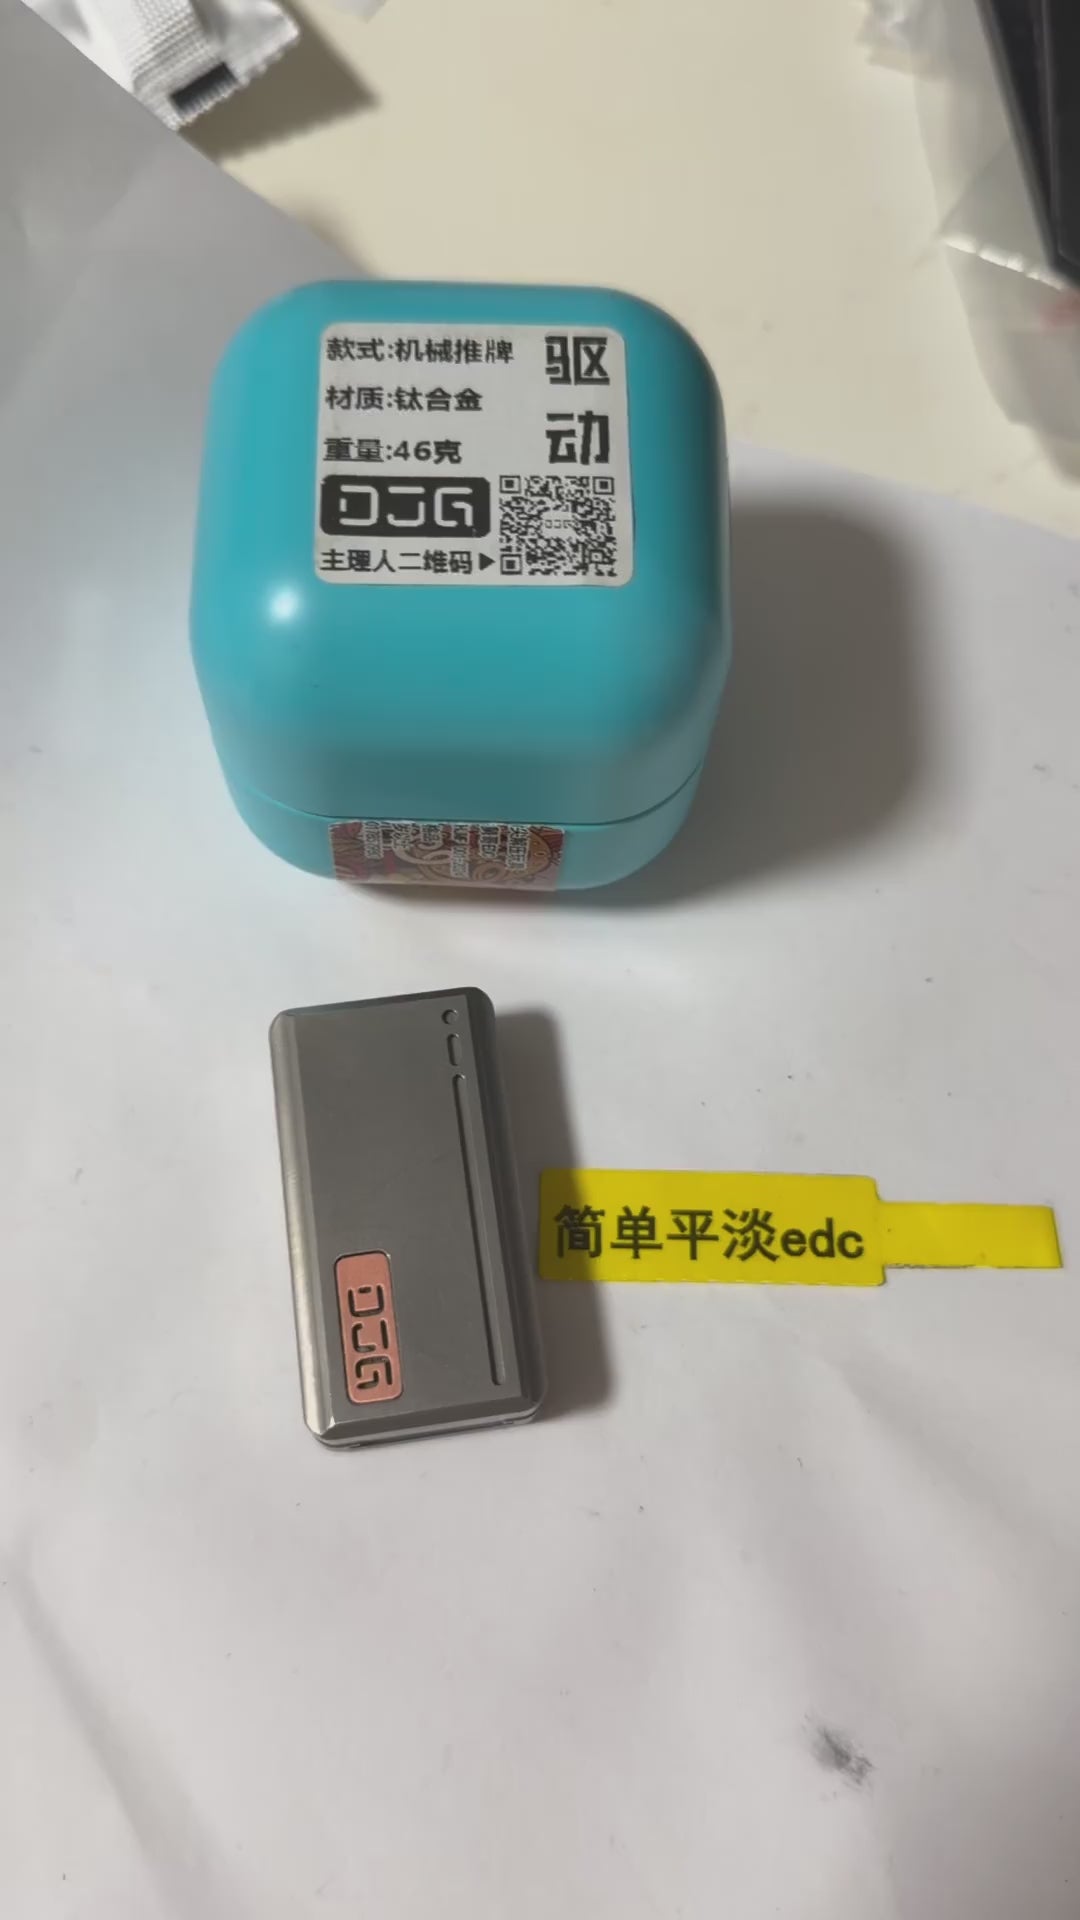 款式:机械推牌
材质:钛合金
重量:46克
驱动
DJG
主理人二堆码▶
DJG
简单平淡edc